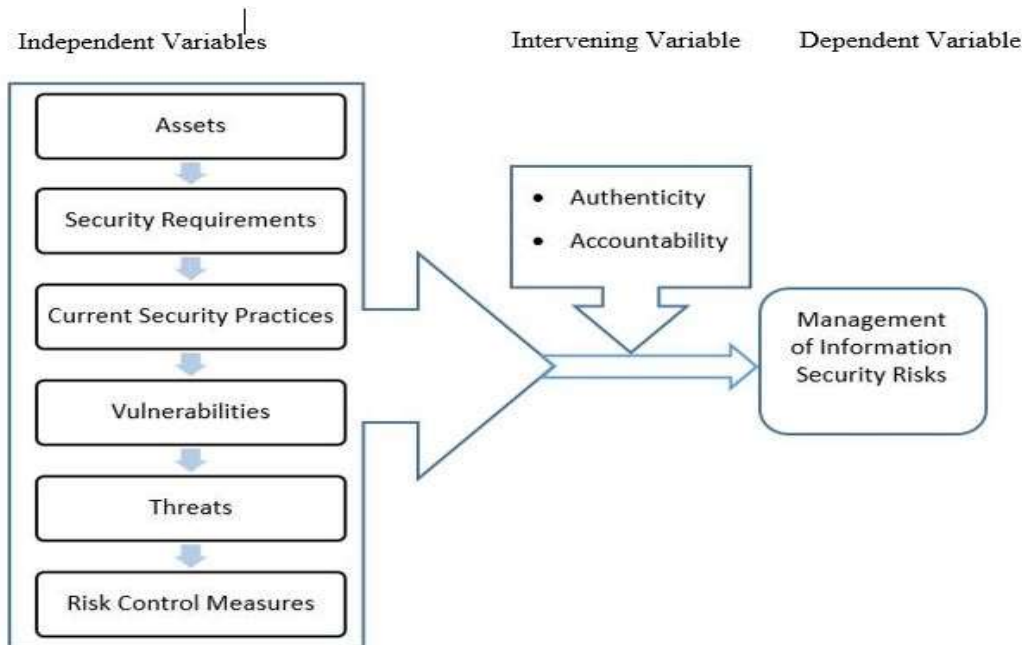 Independent Variables
Intervening Variable
Dependent Variable
Assets
Security Requirements
Current Security Practices
Vulnerabilities
Threats
Risk Control Measures
• Authenticity
• Accountability
Management
of Information
Security Risks